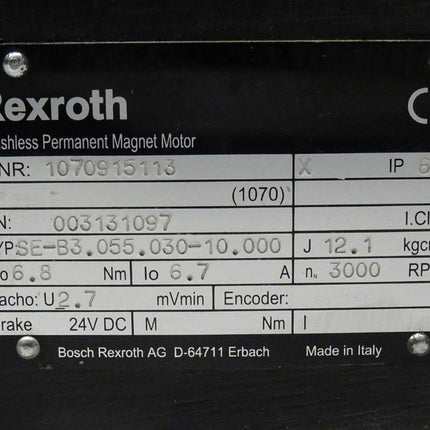 Rexroth C
shless Permanent Magnet Motor
NR: 1070915113 X IP 6
(1070)
N: 003131097 I.Cl
YP: SE-B3.055.030-10.000 J 12.1 kgc
o 6.8 Nm Io 6.7 A n, 3000 RP
acho: U 2.7 mVmin Encoder:
rake 24V DC M Nm I
Bosch Rexroth AG D-64711 Erbach Made in Italy